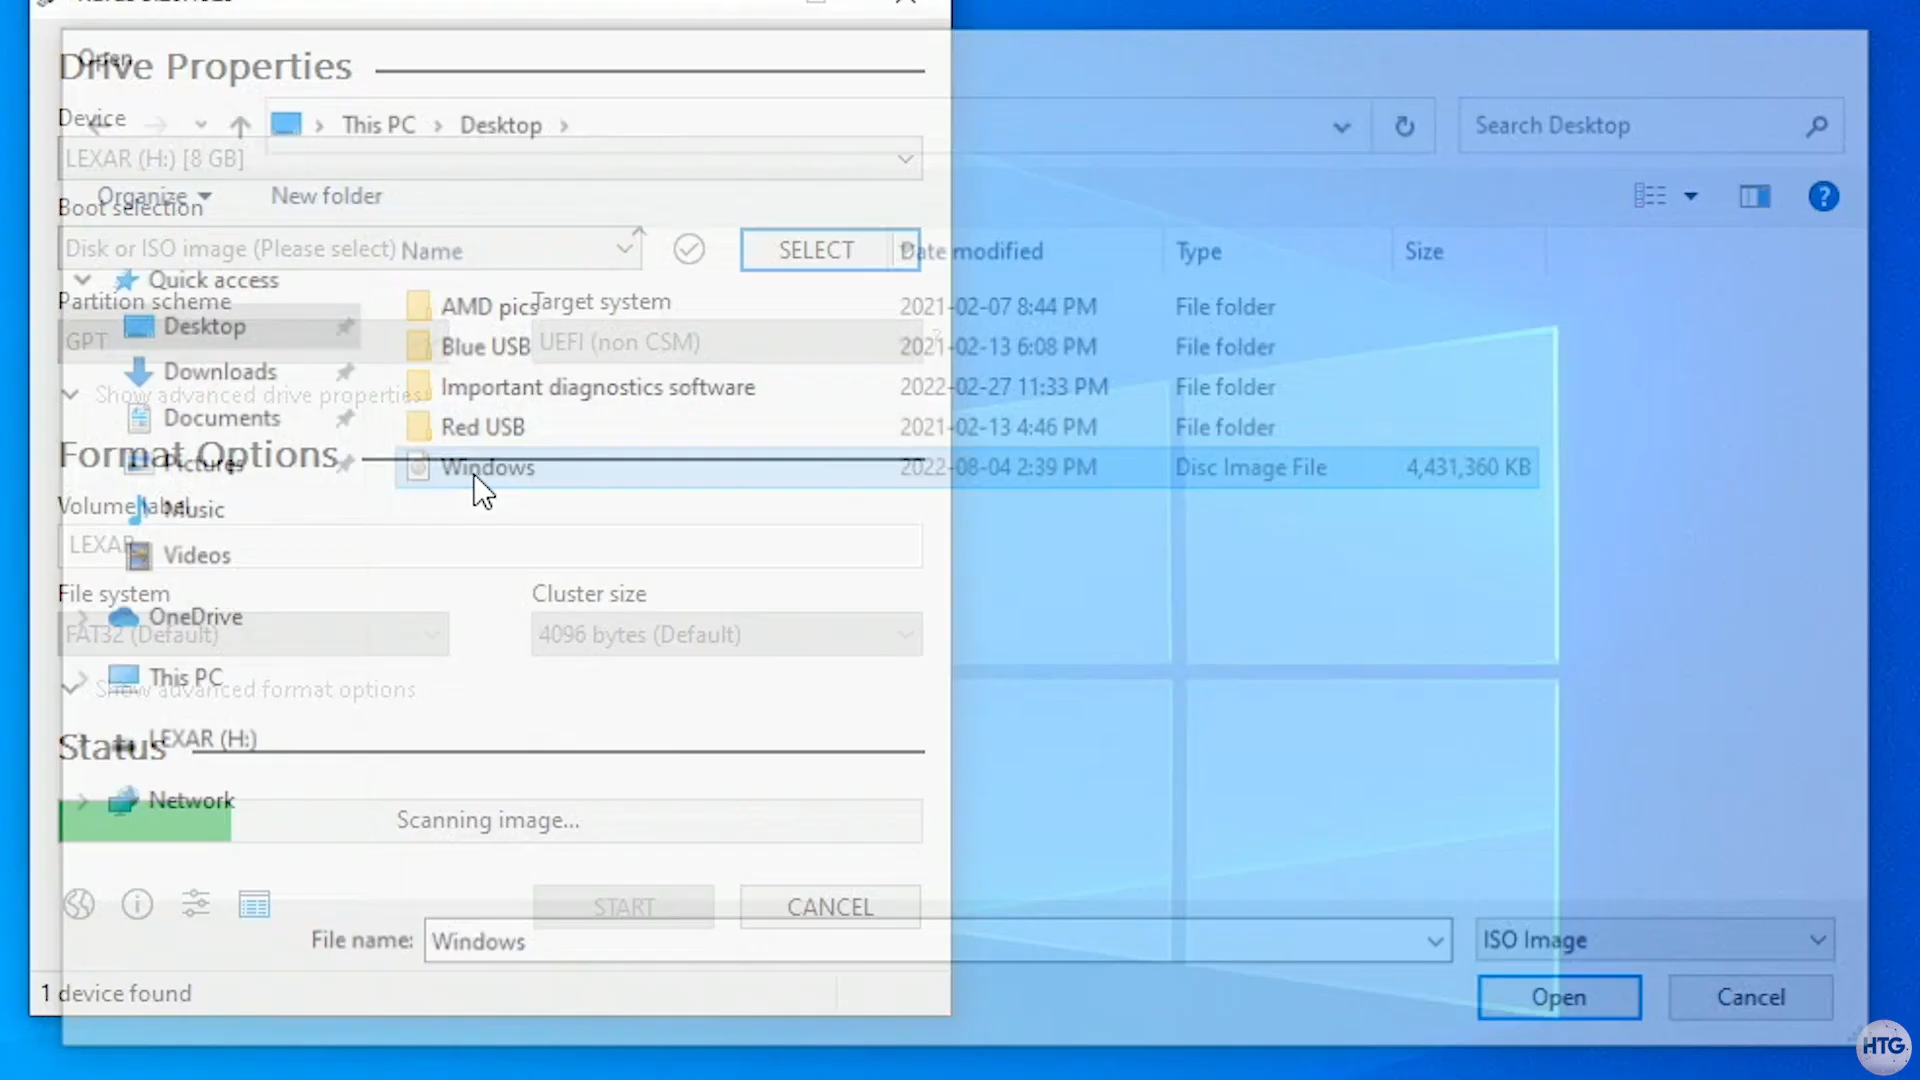 Open
Drive Properties
Device
This PC
Desktop
Search Desktop
LEXAR (H:) [8 GB]
Organize
New folder
Boot selection
Disk or ISO image (Please select)
Name
SELECT
Date modified
Type
Size
Quick access
Partition scheme
Target system
AMD pics
2021-02-07 8:44 PM
File folder
Desktop
GPT
UEFI (non CSM)
Blue USB
2021-02-13 6:08 PM
File folder
Downloads
Show advanced drive properties
Important diagnostics software
2022-02-27 11:33 PM
File folder
Documents
Red USB
2021-02-13 4:46 PM
File folder
Format Options
Pictures
Windows
2022-08-04 2:39 PM
Disc Image File
4,431,360 KB
Volume label
Music
LEXAR
Videos
File system
Cluster size
OneDrive
FAT32 (Default)
4096 bytes (Default)
This PC
Show advanced format options
LEXAR (H:)
Status
Network
Scanning image...
START
CANCEL
File name:
Windows
ISO Image
1 device found
Open
Cancel
HTG